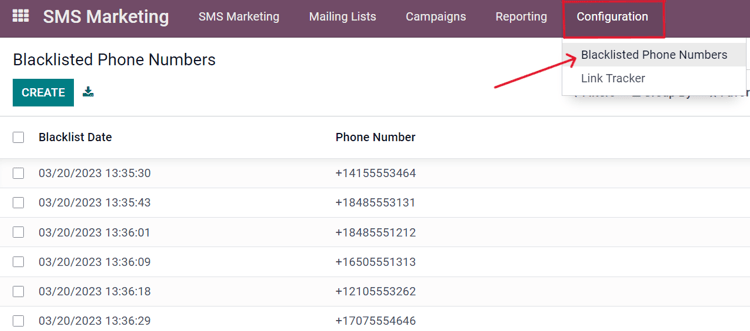 SMS Marketing SMS Marketing Mailing Lists Campaigns Reporting Configuration
Blacklisted Phone Numbers
Blacklisted Phone Numbers
Link Tracker
CREATE
Blacklist Date Phone Number
03/20/2023 13:35:30 +14155553464
03/20/2023 13:35:43 +18485553131
03/20/2023 13:36:01 +18485551212
03/20/2023 13:36:09 +16505551313
03/20/2023 13:36:18 +12105553262
03/20/2023 13:36:29 +17075554646